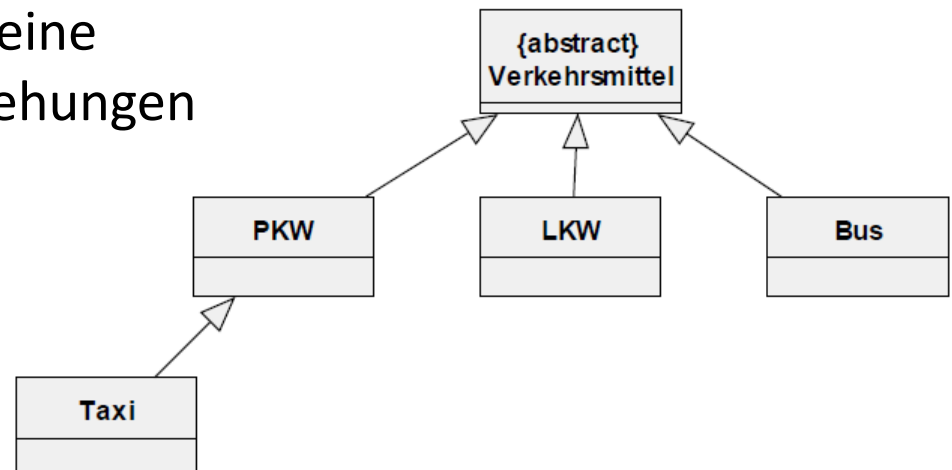 eine
ehungen
{abstract}
Verkehrsmittel
PKW
LKW
Bus
Taxi